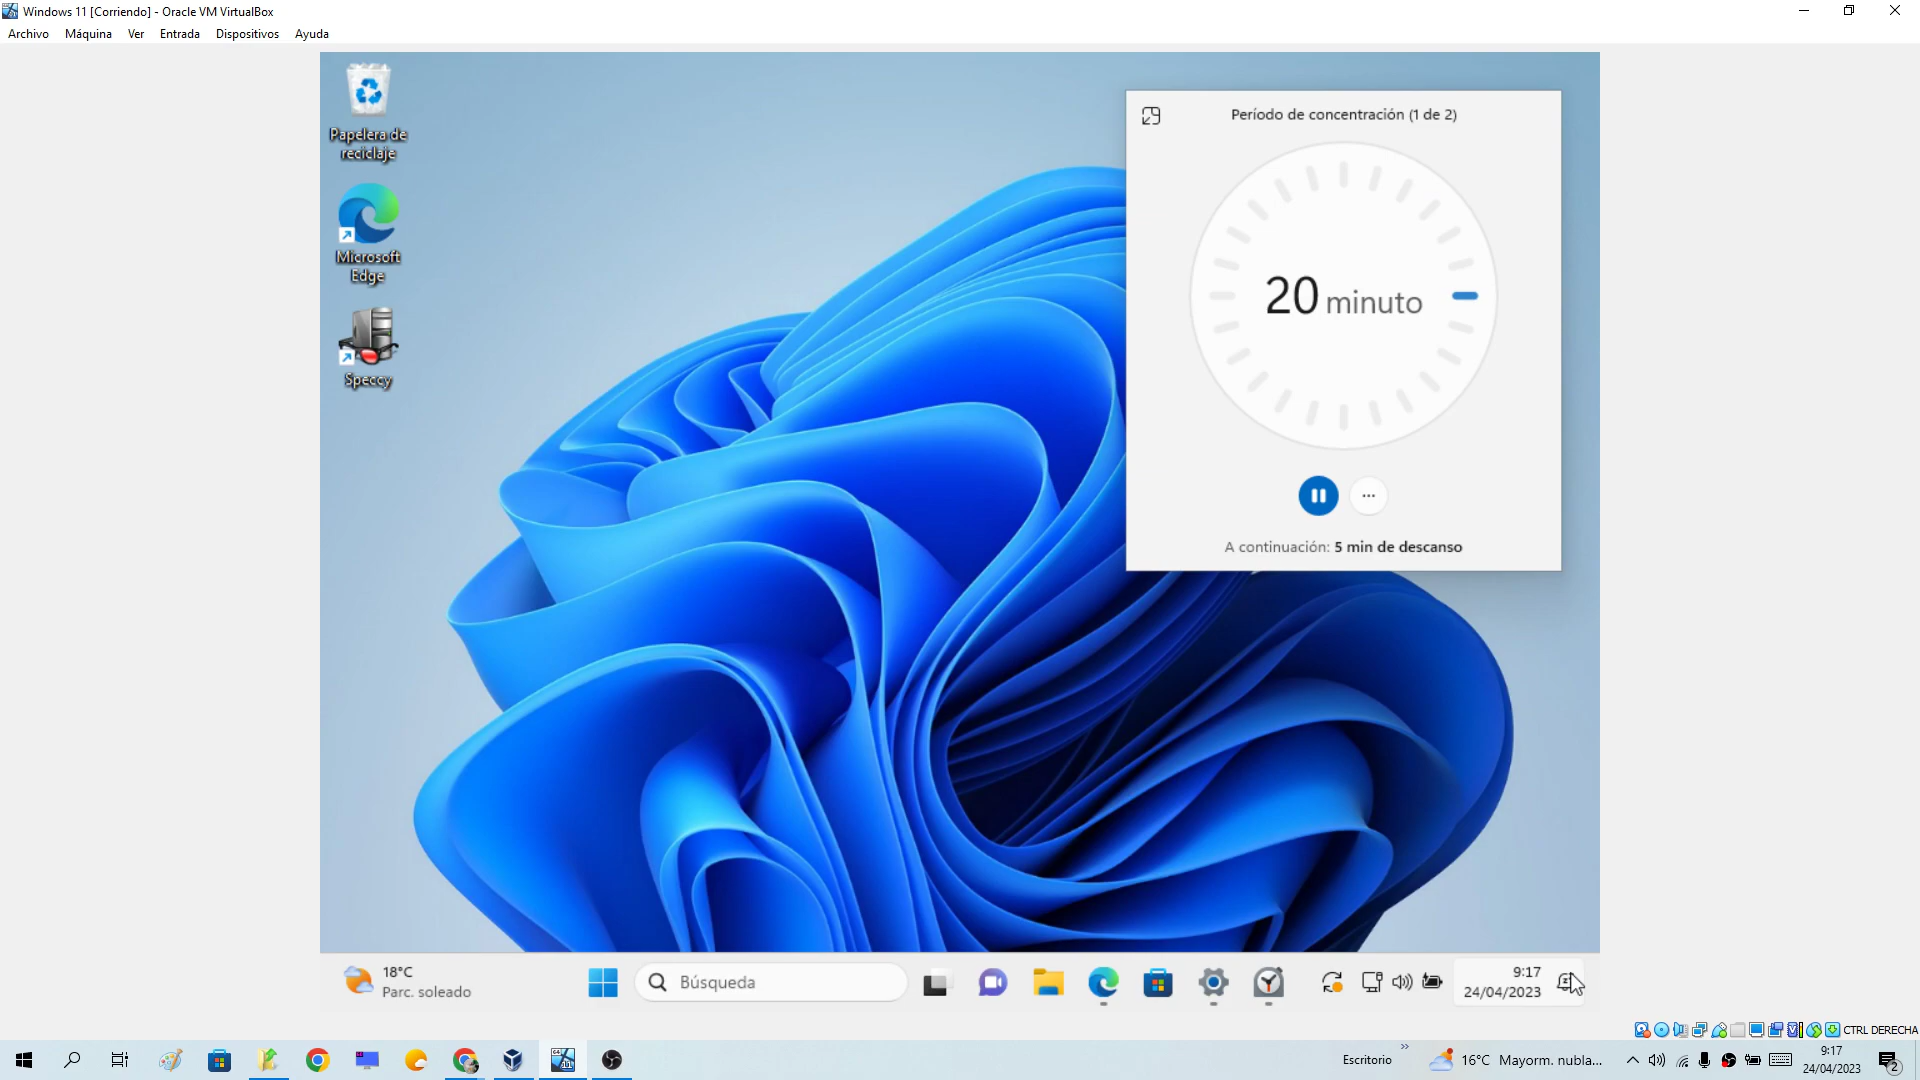 Windows 11 [Corriendo] - Oracle VM VirtualBox
Archivo Máquina Ver Entrada Dispositivos Ayuda
Papelera de
reciclaje
Microsoft
Edge
Speccy
Período de concentración (1 de 2)
20 minuto
A continuación: 5 min de descanso
18°C
Parc. soleado
Búsqueda
9:17
24/04/2023
CTRL DERECHA
Escritorio
16°C Mayorm. nubla...
9:17
24/04/2023
2